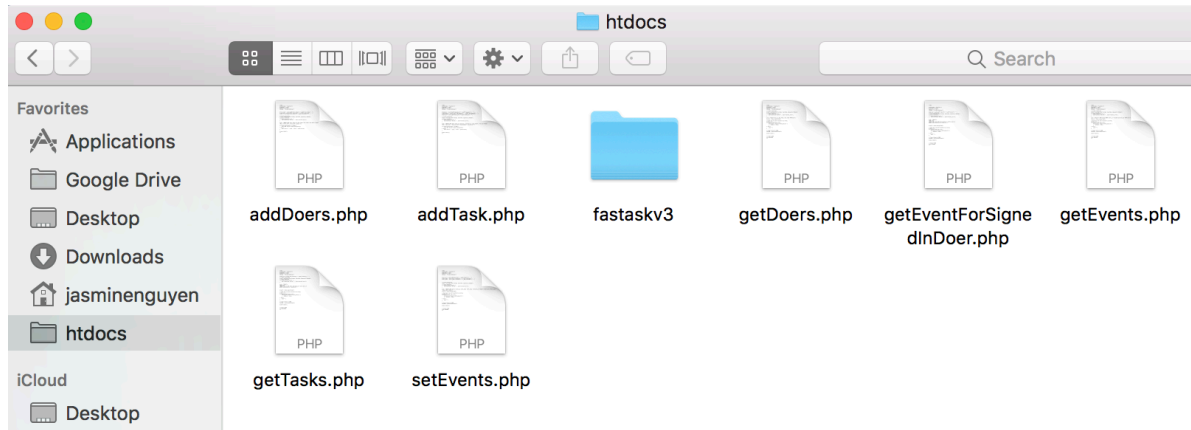 htdocs
Search
Favorites
Applications
Google Drive
Desktop
Downloads
jasminenguyen
htdocs
iCloud
Desktop
PHP
PHP
PHP
PHP
PHP
addDoers.php
addTask.php
fastaskv3
getDoers.php
getEventForSigne
dInDoer.php
getEvents.php
PHP
PHP
getTasks.php
setEvents.php